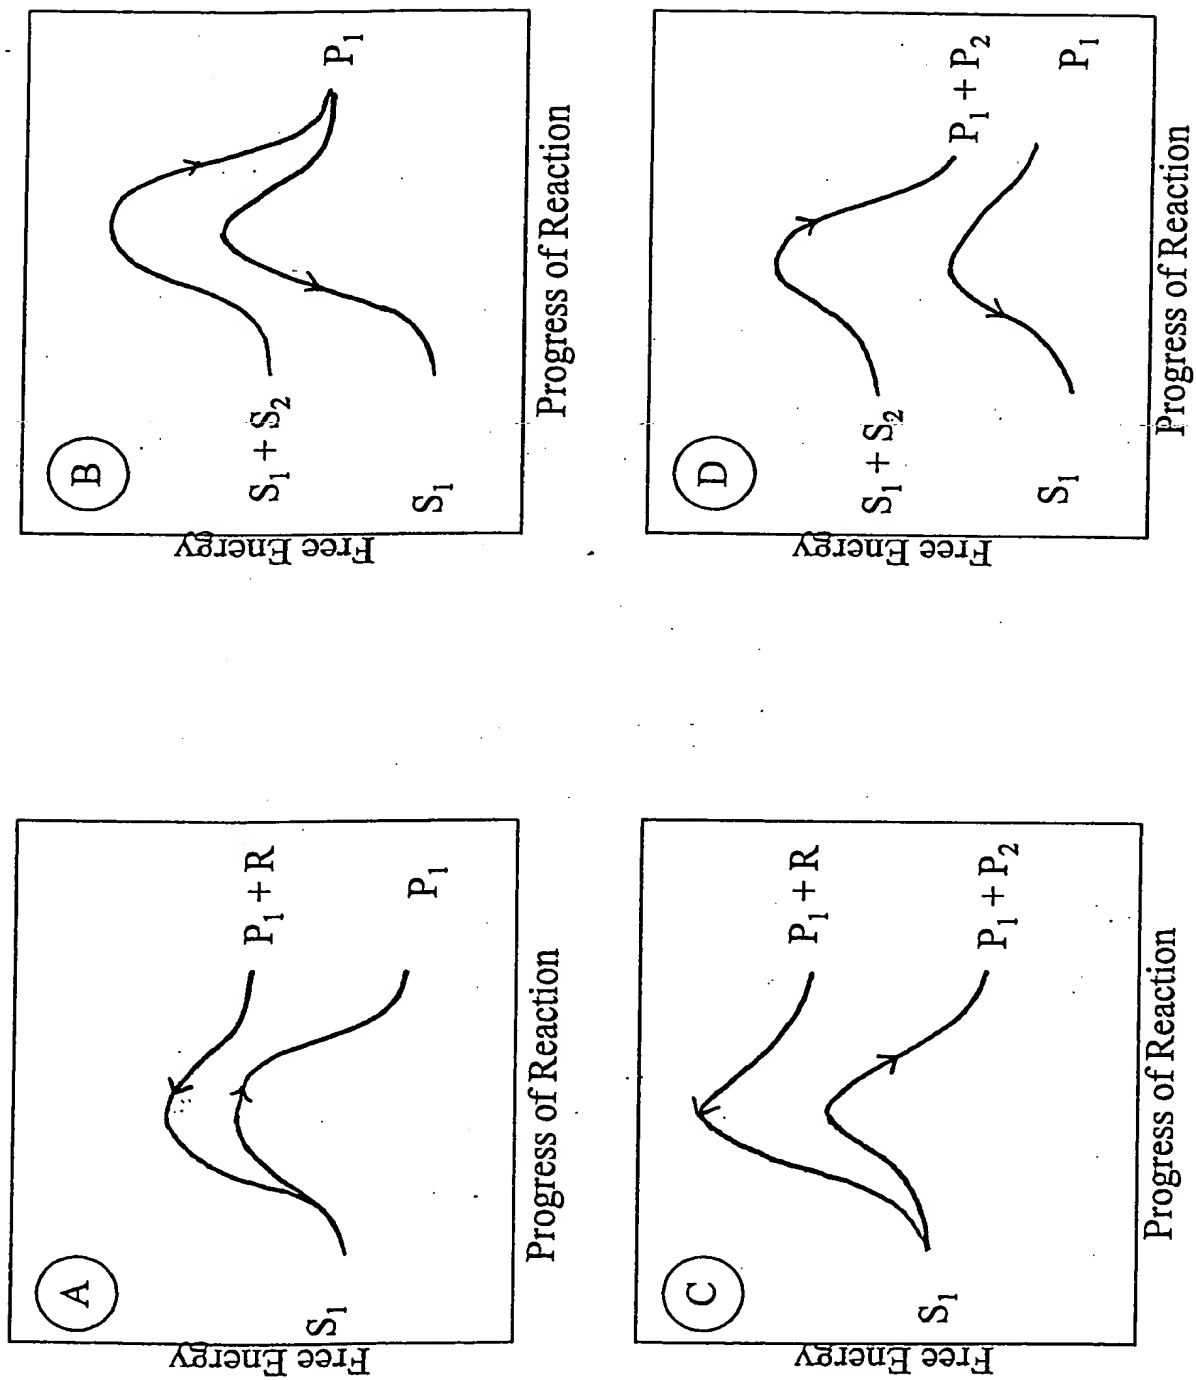 A
P₁ + R
Free Energy
S₁
P₁
Progress of Reaction
B
S₁ + S₂
Free Energy
P₁
S₁
Progress of Reaction
C
P₁ + R
Free Energy
S₁
P₁ + P₂
Progress of Reaction
D
S₁ + S₂
Free Energy
P₁ + P₂
S₁
P₁
Progress of Reaction